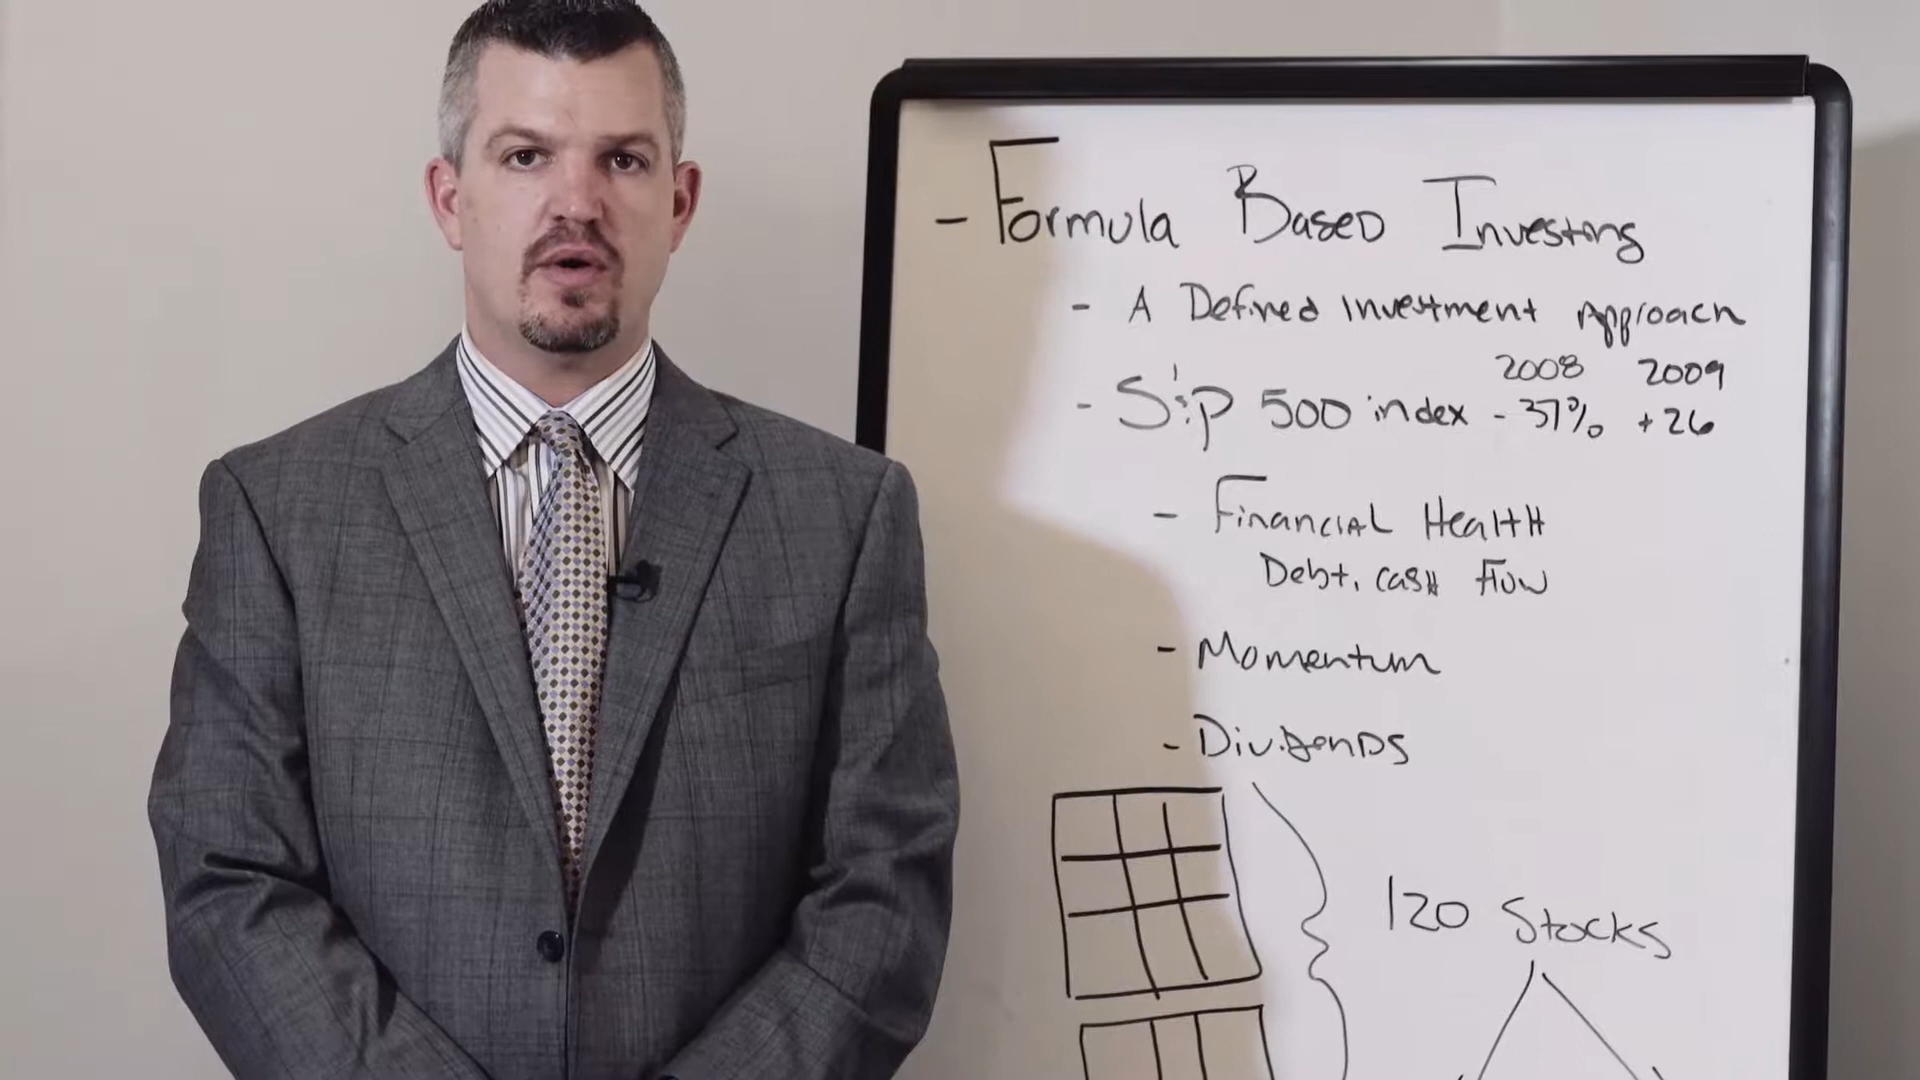 - Formula Based Investing
- A Defined Investment Approach
2008 2009
- S&P 500 index -37% +26
- Financial Health
Debt, cash Flow
- Momentum
- Dividends
120 Stocks